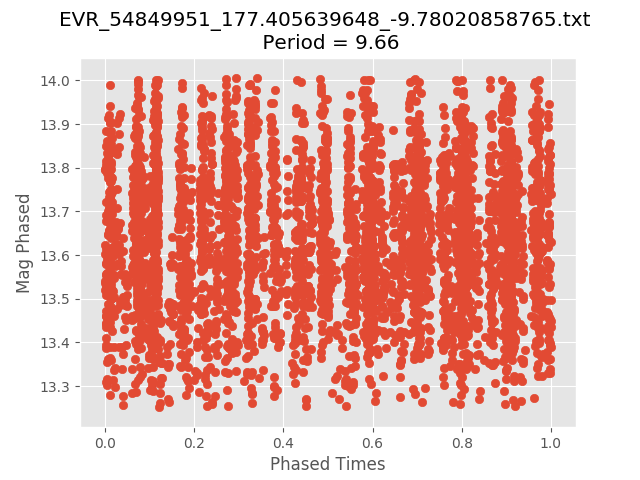 EVR_54849951_177.405639648_-9.78020858765.txt
Period = 9.66
14.0
13.9
13.8
13.7
13.6
13.5
13.4
13.3
Mag Phased
0.0 0.2 0.4 0.6 0.8 1.0
Phased Times